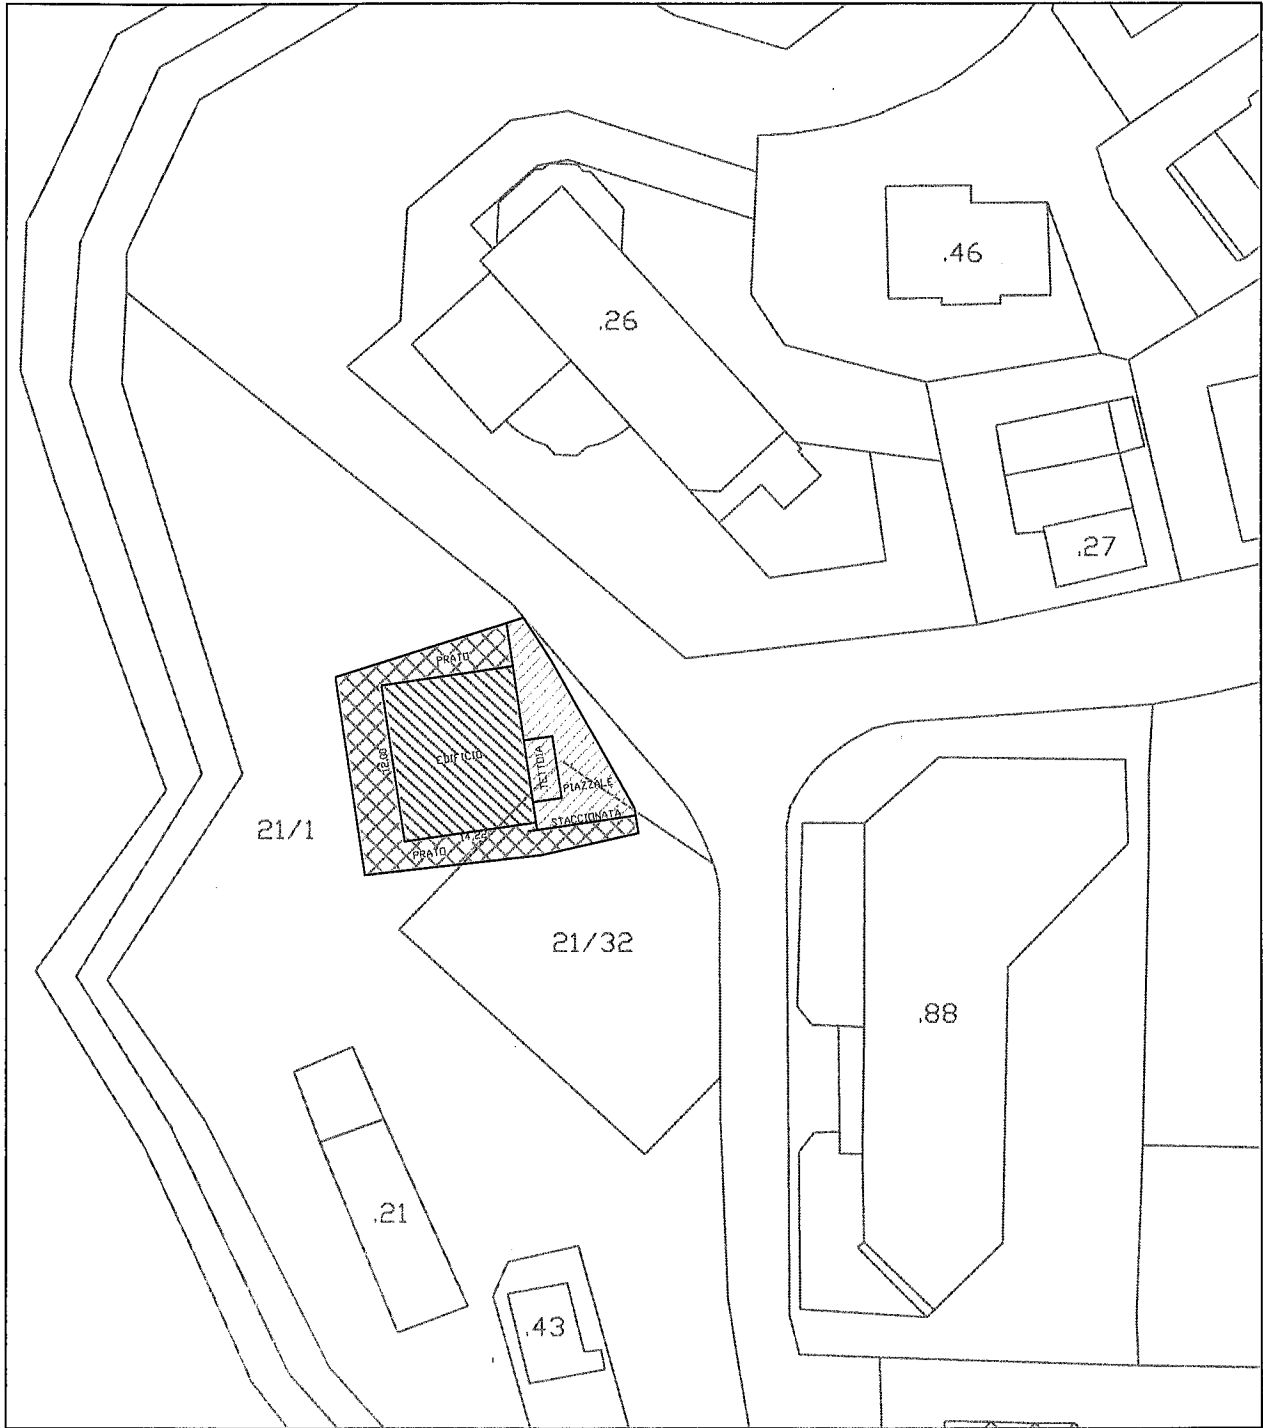 .46
.26
.27
PRATO
EDIFICIO
12,00
TETTOIA
PIAZZALE
STACCIONATA
14,22
PRATO
21/1
21/32
.88
.21
.43